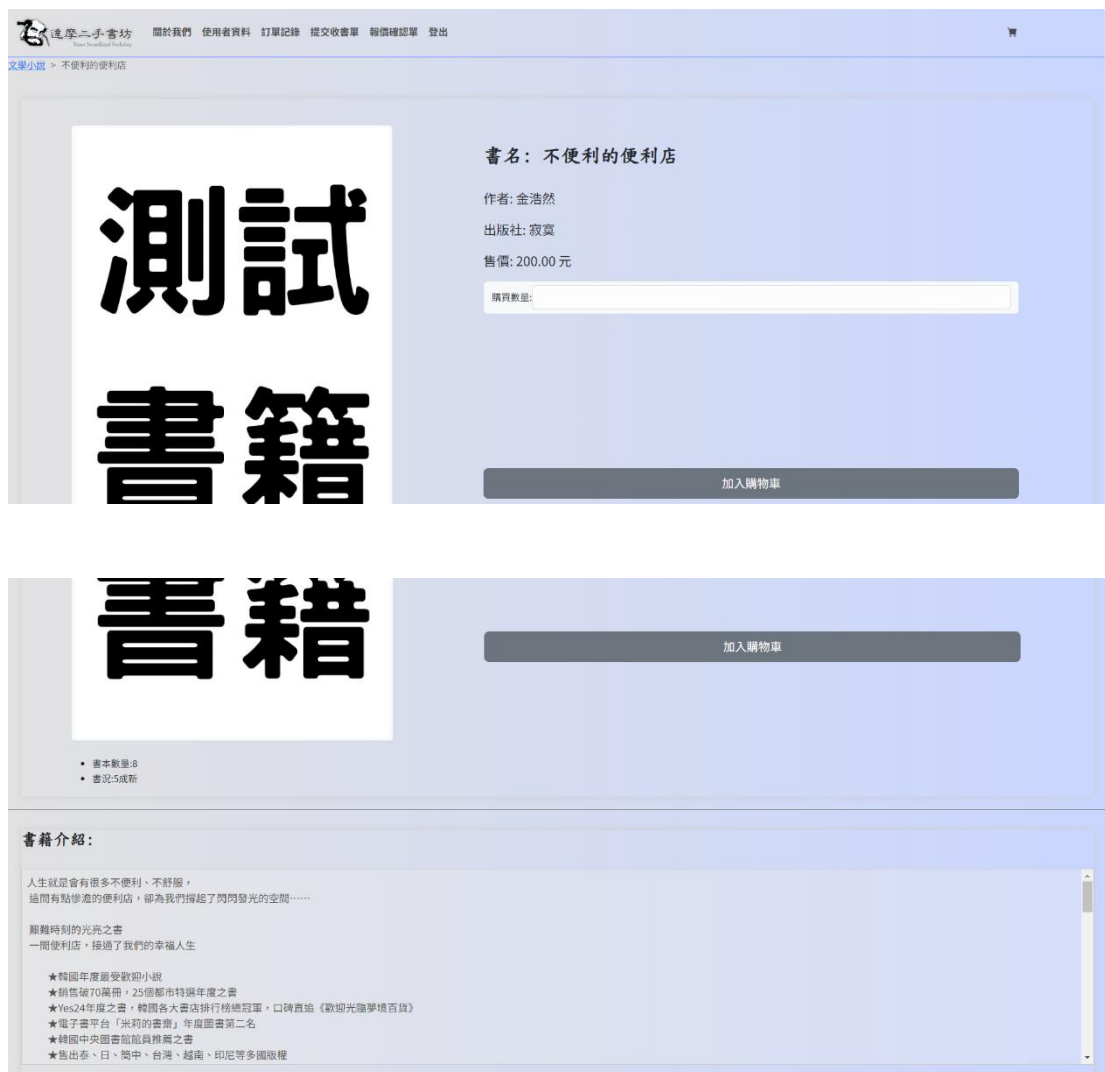 達摩二手書坊 關於我們 使用者資料 訂單記錄 提交收書單 報價確認單 登出
文學小說 > 不便利的便利店
測試
書籍
書名: 不便利的便利店
作者: 金浩然
出版社: 寂寞
售價: 200.00 元
購買數量:
加入購物車
書籍
加入購物車
• 書本數量:8
• 書況:5成新
書籍介紹:
人生就是會有很多不便利、不舒服，
這間有點慘澹的便利店，卻為我們撐起了閃閃發光的空間……
艱難時刻的光亮之書
一間便利店，接通了我們的幸福人生
★韓國年度最受歡迎小說
★銷售破70萬冊，25個都市特選年度之書
★Yes24年度之書，韓國各大書店排行榜總冠軍，口碑直追《歡迎光臨夢境百貨》
★電子書平台「米莉的書齋」年度圖書第二名
★韓國中央圖書館館員推薦之書
★售出泰、日、簡中、台灣、越南、印尼等多國版權